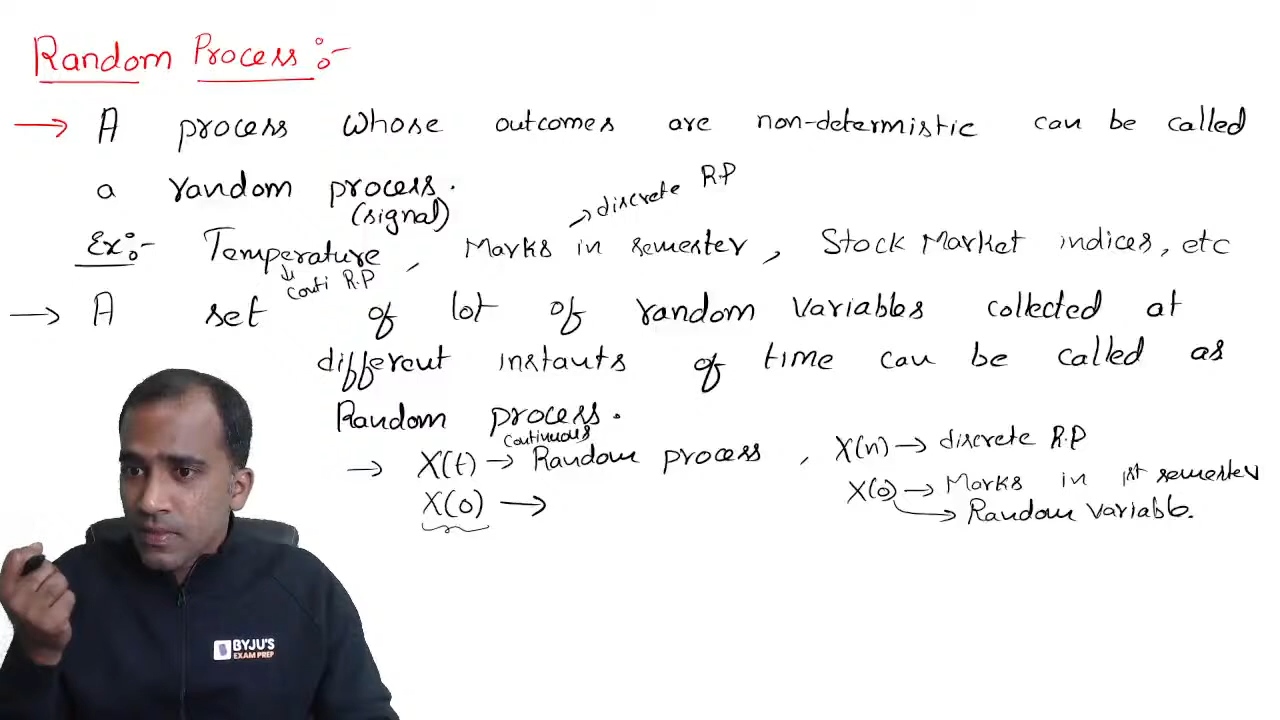 Random Process :-
→ A process whose outcomes are non-determistic can be called
a random process.
(signal)
→ discrete R.P
Ex:- Temperature, Marks in semester, Stock Market indices, etc
↓ conti R.P
→ A set of lot of random variables collected at
different instants of time can be called as
Random process.
continuous
→ X(t) → Random process, X(n) → discrete R.P
X(0) → X(0) → Marks in 1st semester
→ Random variable.
BYJU'S
EXAM PREP